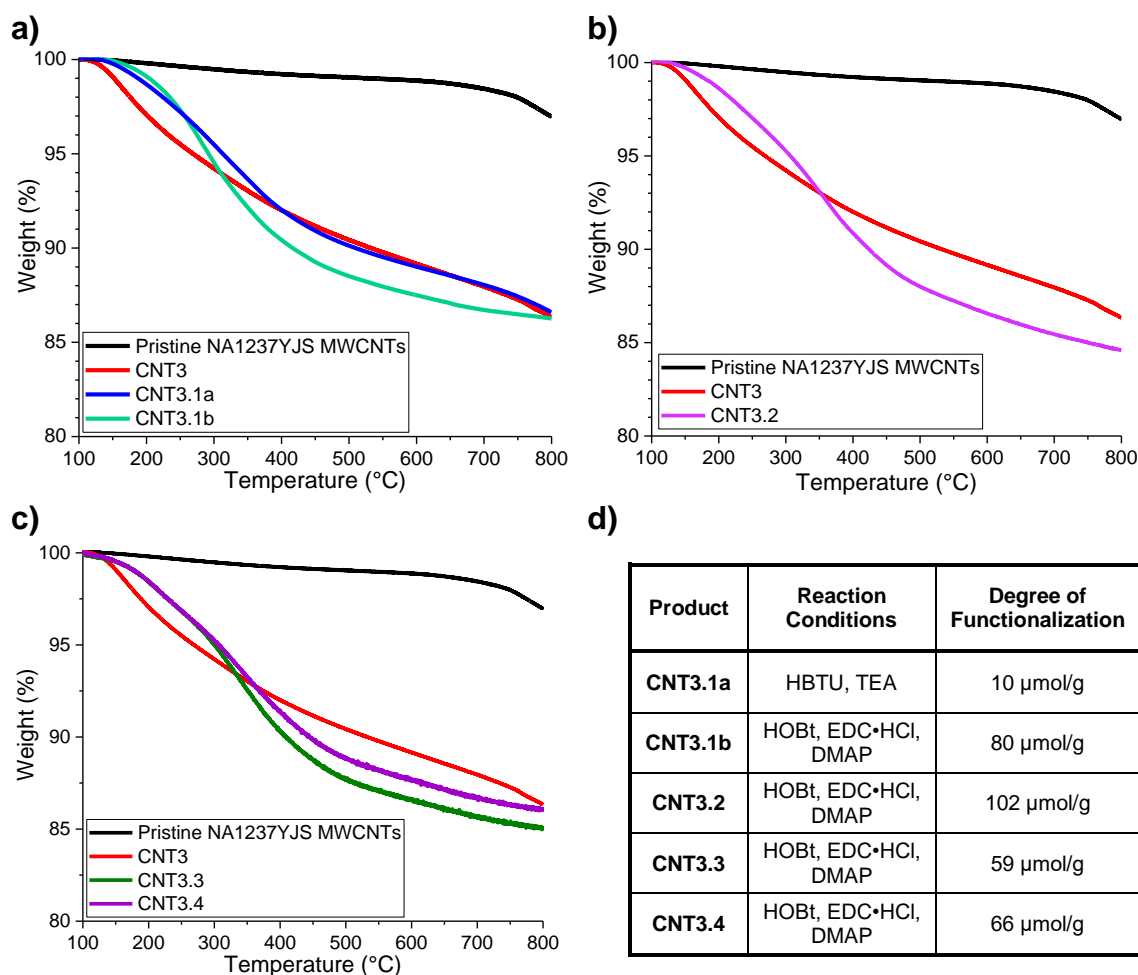 a)
100
95
90
85
80
Weight (%)
Pristine NA1237YJS MWCNTs
CNT3
CNT3.1a
CNT3.1b
100 200 300 400 500 600 700 800
Temperature (°C)
b)
100
95
90
85
80
Weight (%)
Pristine NA1237YJS MWCNTs
CNT3
CNT3.2
100 200 300 400 500 600 700 800
Temperature (°C)
c)
100
95
90
85
80
Weight (%)
Pristine NA1237YJS MWCNTs
CNT3
CNT3.3
CNT3.4
100 200 300 400 500 600 700 800
Temperature (°C)
d)
Product Reaction Conditions Degree of Functionalization
CNT3.1a HBTU, TEA 10 µmol/g
CNT3.1b HOBt, EDC•HCl, DMAP 80 µmol/g
CNT3.2 HOBt, EDC•HCl, DMAP 102 µmol/g
CNT3.3 HOBt, EDC•HCl, DMAP 59 µmol/g
CNT3.4 HOBt, EDC•HCl, DMAP 66 µmol/g